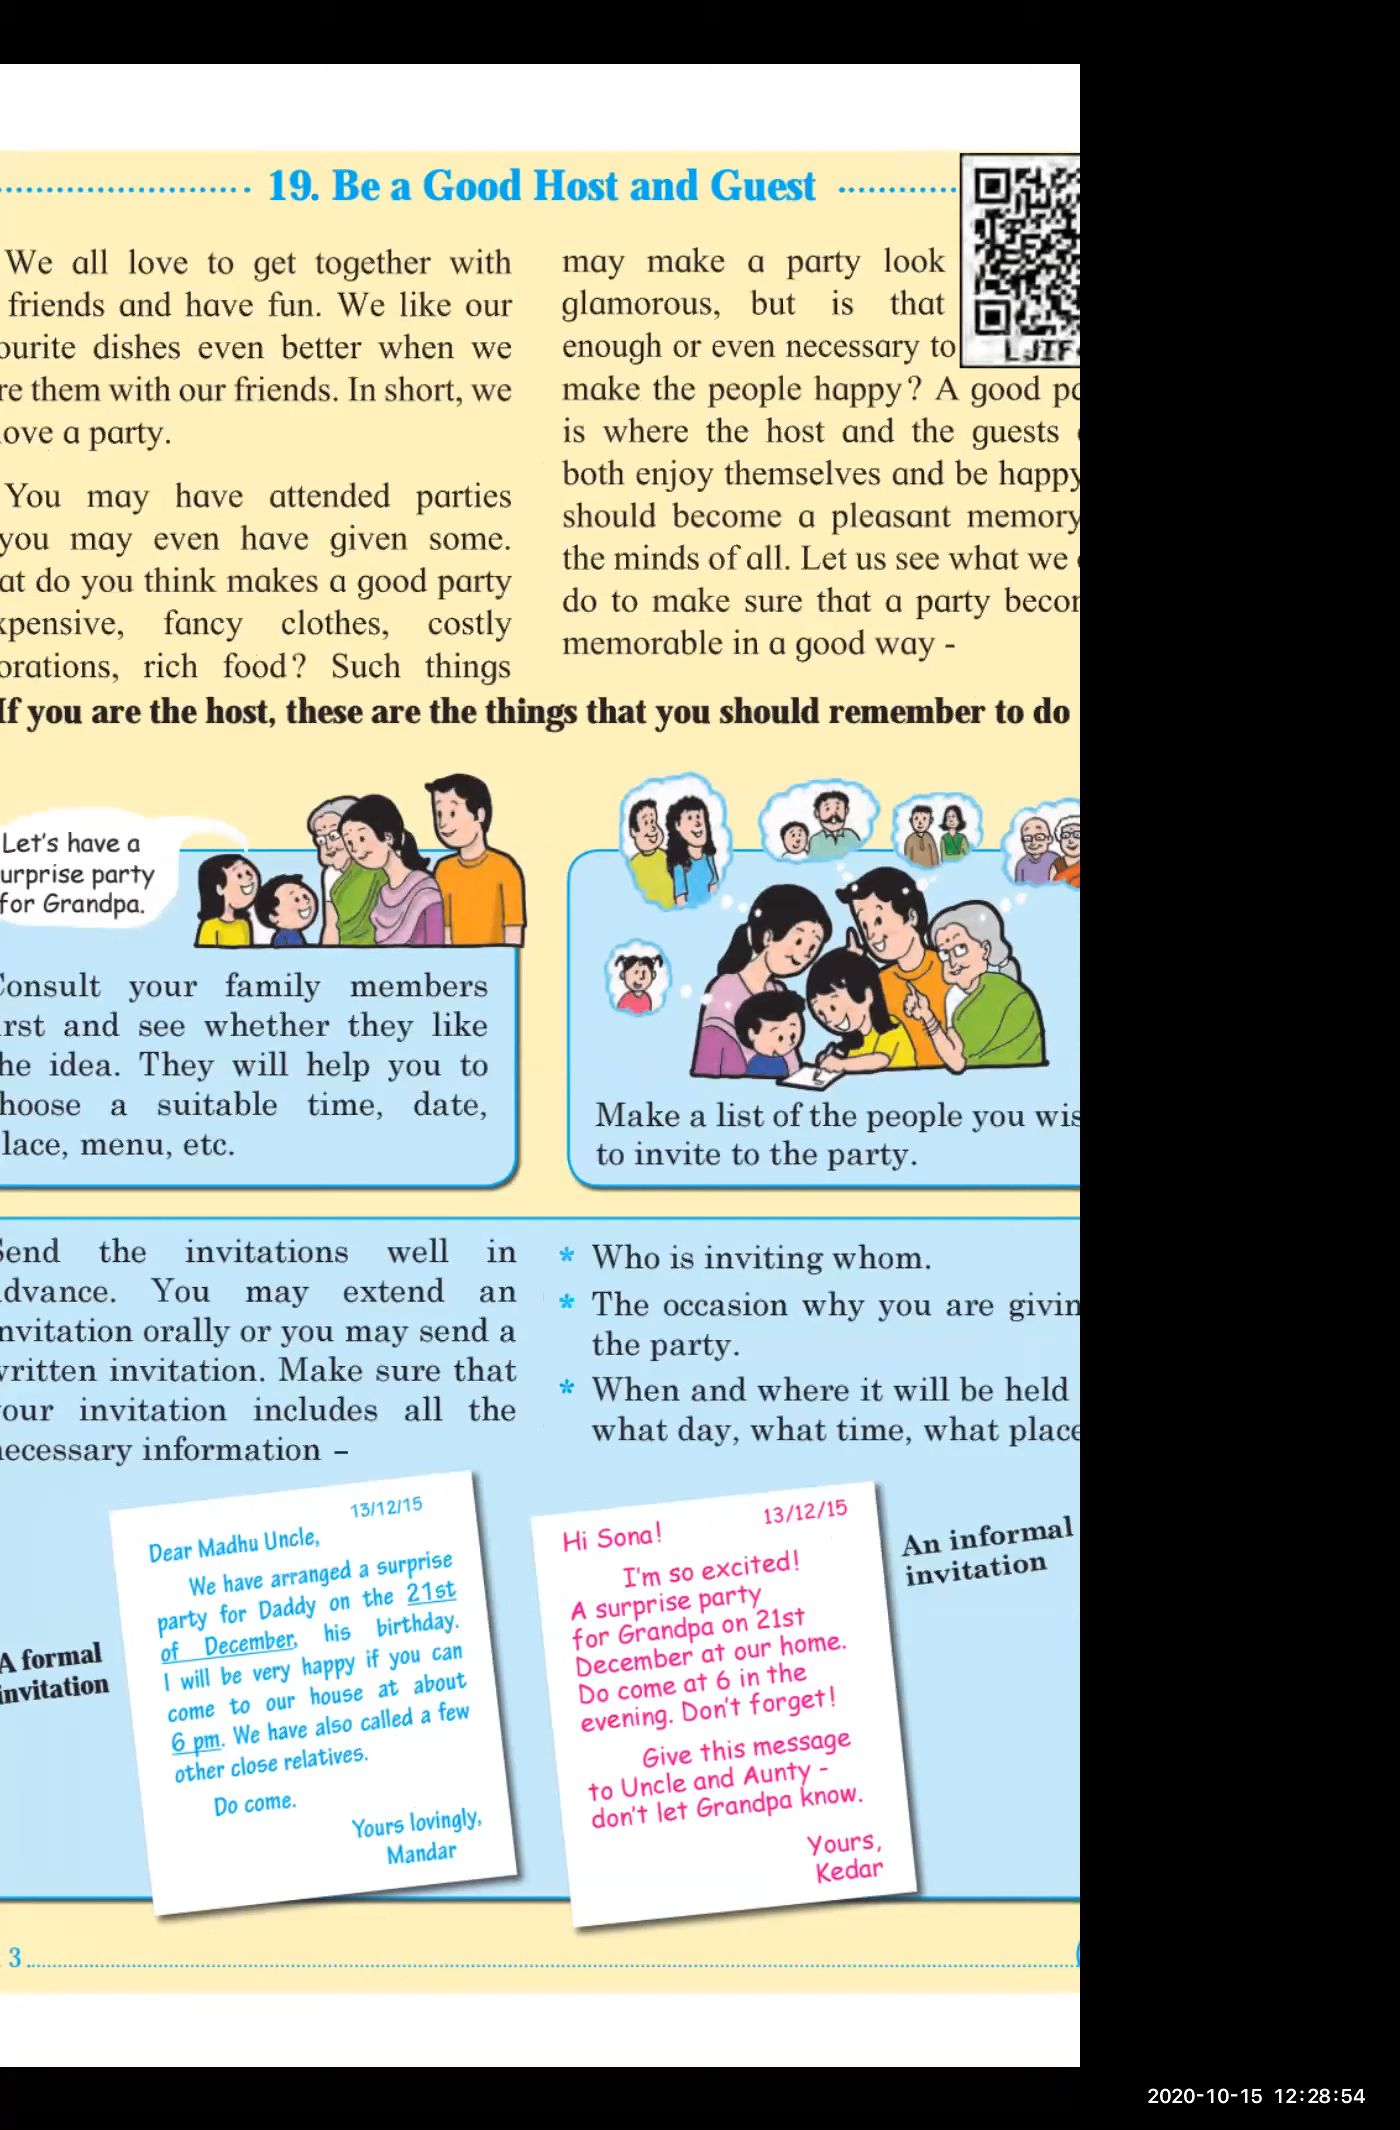 19. Be a Good Host and Guest
We all love to get together with
friends and have fun. We like our
ourite dishes even better when we
re them with our friends. In short, we
ove a party.
You may have attended parties
you may even have given some.
at do you think makes a good party
xpensive, fancy clothes, costly
orations, rich food? Such things
may make a party look
glamorous, but is that
enough or even necessary to
make the people happy? A good pa
is where the host and the guests
both enjoy themselves and be happy
should become a pleasant memory
the minds of all. Let us see what we
do to make sure that a party becom
memorable in a good way -
LJIF
If you are the host, these are the things that you should remember to do
Let's have a
urprise party
for Grandpa.
Consult your family members
irst and see whether they like
he idea. They will help you to
hoose a suitable time, date,
lace, menu, etc.
Make a list of the people you wis
to invite to the party.
Send the invitations well in
dvance. You may extend an
nvitation orally or you may send a
written invitation. Make sure that
your invitation includes all the
necessary information –
* Who is inviting whom.
* The occasion why you are givin
the party.
* When and where it will be held
what day, what time, what place
A formal
invitation
13/12/15
Dear Madhu Uncle,
We have arranged a surprise
party for Daddy on the 21st
of December, his birthday.
I will be very happy if you can
come to our house at about
6 pm. We have also called a few
other close relatives.
Do come.
Yours lovingly,
Mandar
13/12/15
Hi Sona!
I'm so excited!
A surprise party
for Grandpa on 21st
December at our home.
Do come at 6 in the
evening. Don't forget!
Give this message
to Uncle and Aunty -
don't let Grandpa know.
Yours,
Kedar
An informal
invitation
3
2020-10-15 12:28:54